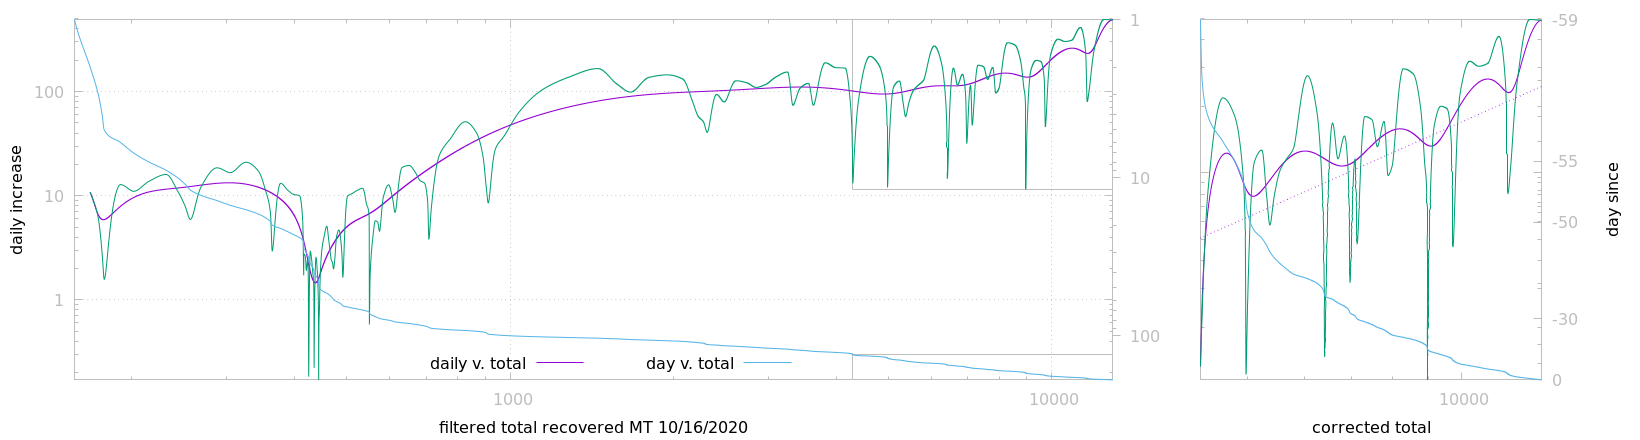 daily increase
100
10
1
1
10
100
1000
10000
daily v. total
day v. total
filtered total recovered MT 10/16/2020
-59
-55
-50
-30
0
day since
10000
corrected total